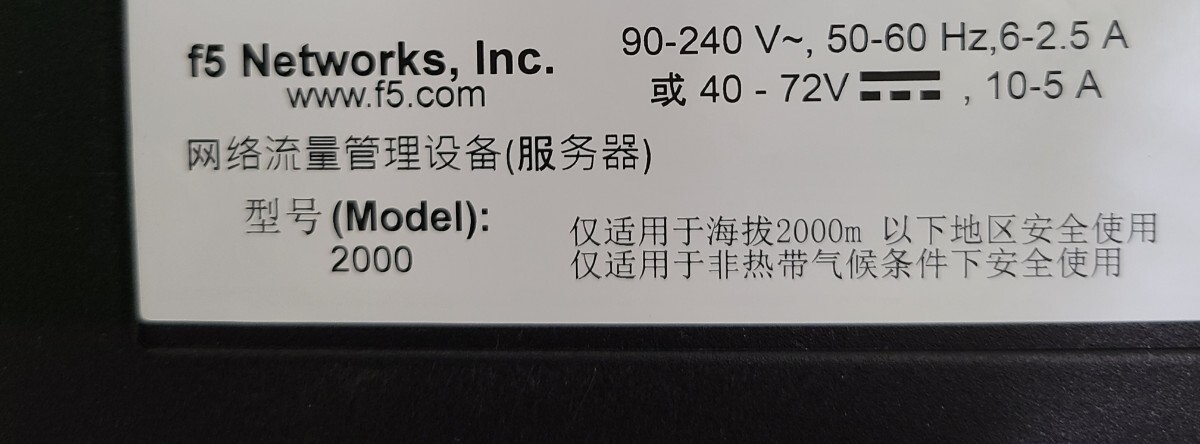 f5 Networks, Inc.
www.f5.com
90-240 V~, 50-60 Hz,6-2.5 A
或 40 - 72V ⎓ , 10-5 A
网络流量管理设备(服务器)
型号 (Model):
2000
仅适用于海拔2000m 以下地区安全使用
仅适用于非热带气候条件下安全使用